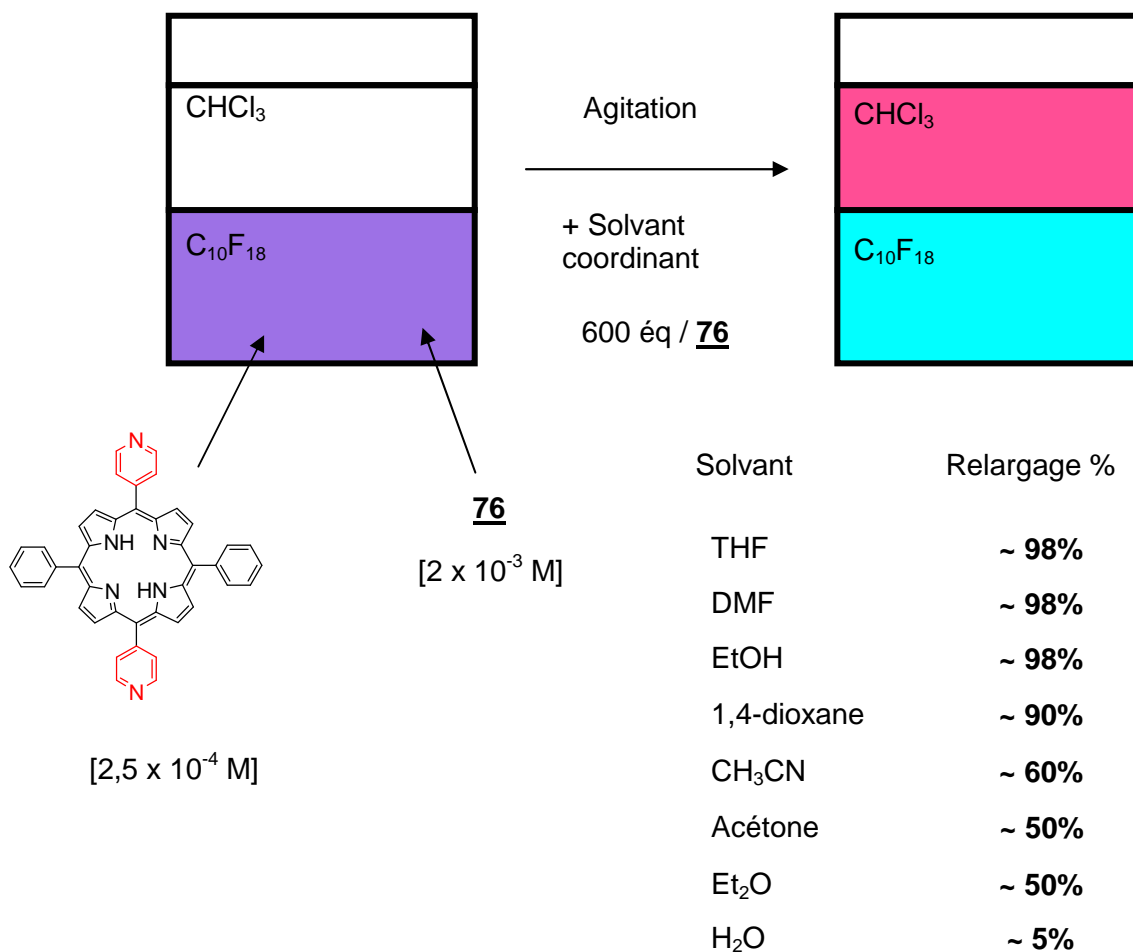 CHCl3
C10F18
Agitation
+ Solvant
coordinant
600 éq / 76
CHCl3
C10F18
N
NH
N
N
HN
N
[2,5 x 10-4 M]
76
[2 x 10-3 M]
Solvant Relargage %
THF ~ 98%
DMF ~ 98%
EtOH ~ 98%
1,4-dioxane ~ 90%
CH3CN ~ 60%
Acétone ~ 50%
Et2O ~ 50%
H2O ~ 5%